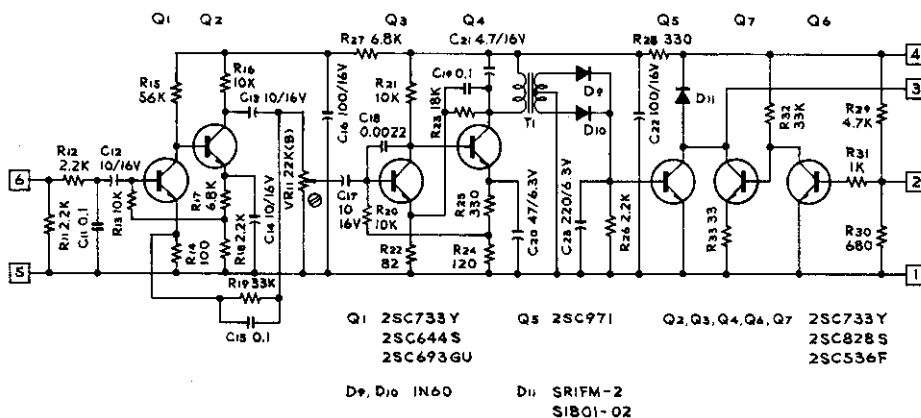 Q1 Q2 Q3 Q4 Q5 Q7 Q6
R27 6.8K
C21 4.7/16V
R28 330
4
R15
56K
R16
10K
C13 10/16V
C16 100/16V
R21
10K
C19 0.1
R23 18K
T1
D9
D10
C22 100/16V
D11
3
R32
33K
R29
4.7K
R12
2.2K
C12
10/16V
C18
0.0022
R31
1K
6
2
R11 2.2K
C11 0.1
R13 10K
R17
6.8K
R14
100
R18 2.2K
C14 10/16V
VR11 22K(B)
C17
10
16V
R20
10K
R22
82
R25
330
R24
120
C20 47/6.3V
C23 220/6.3V
R26 2.2K
R33 33
R30
680
5
1
R19 33K
C15 0.1
Q1 2SC733Y
2SC644S
2SC693GU
Q5 2SC971
Q2,Q3,Q4,Q6,Q7 2SC733Y
2SC828S
2SC536F
D9, D10 1N60
D11 SR1FM-2
S1B01-02